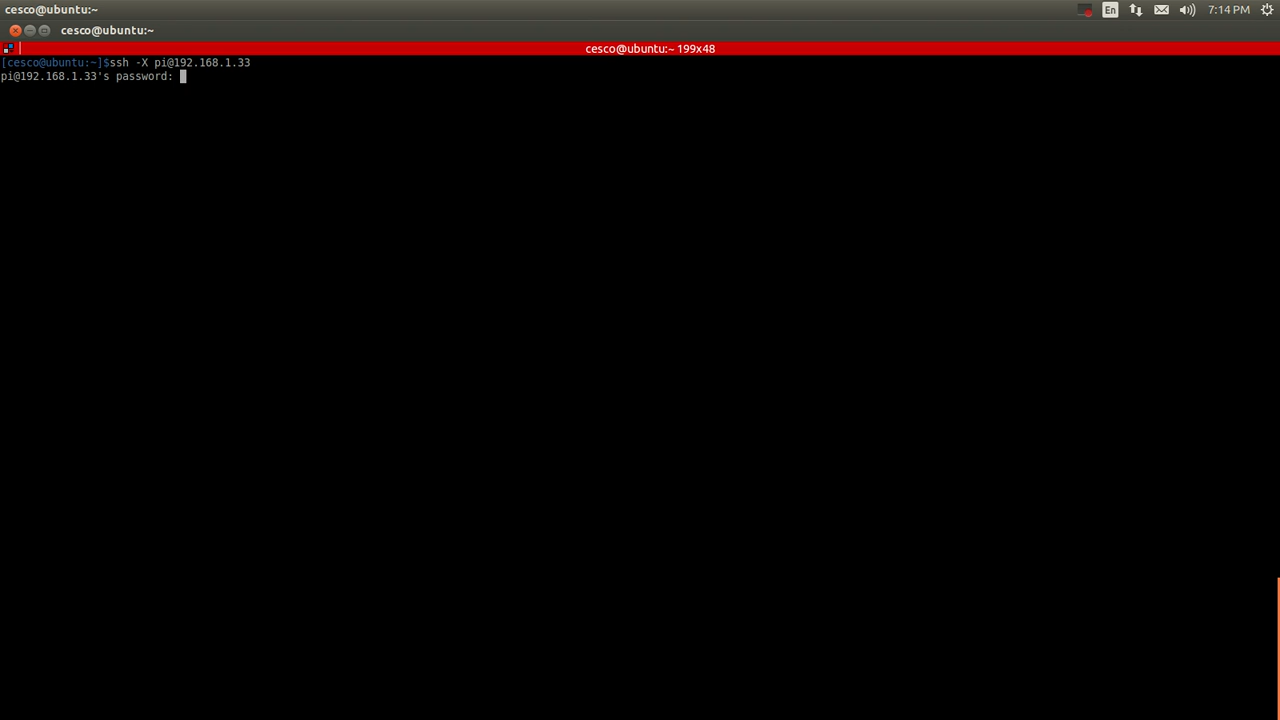 cesco@ubuntu:~
En
7:14 PM
cesco@ubuntu:~
cesco@ubuntu:~ 199x48
[cesco@ubuntu:~]$ssh -X pi@192.168.1.33
pi@192.168.1.33's password: